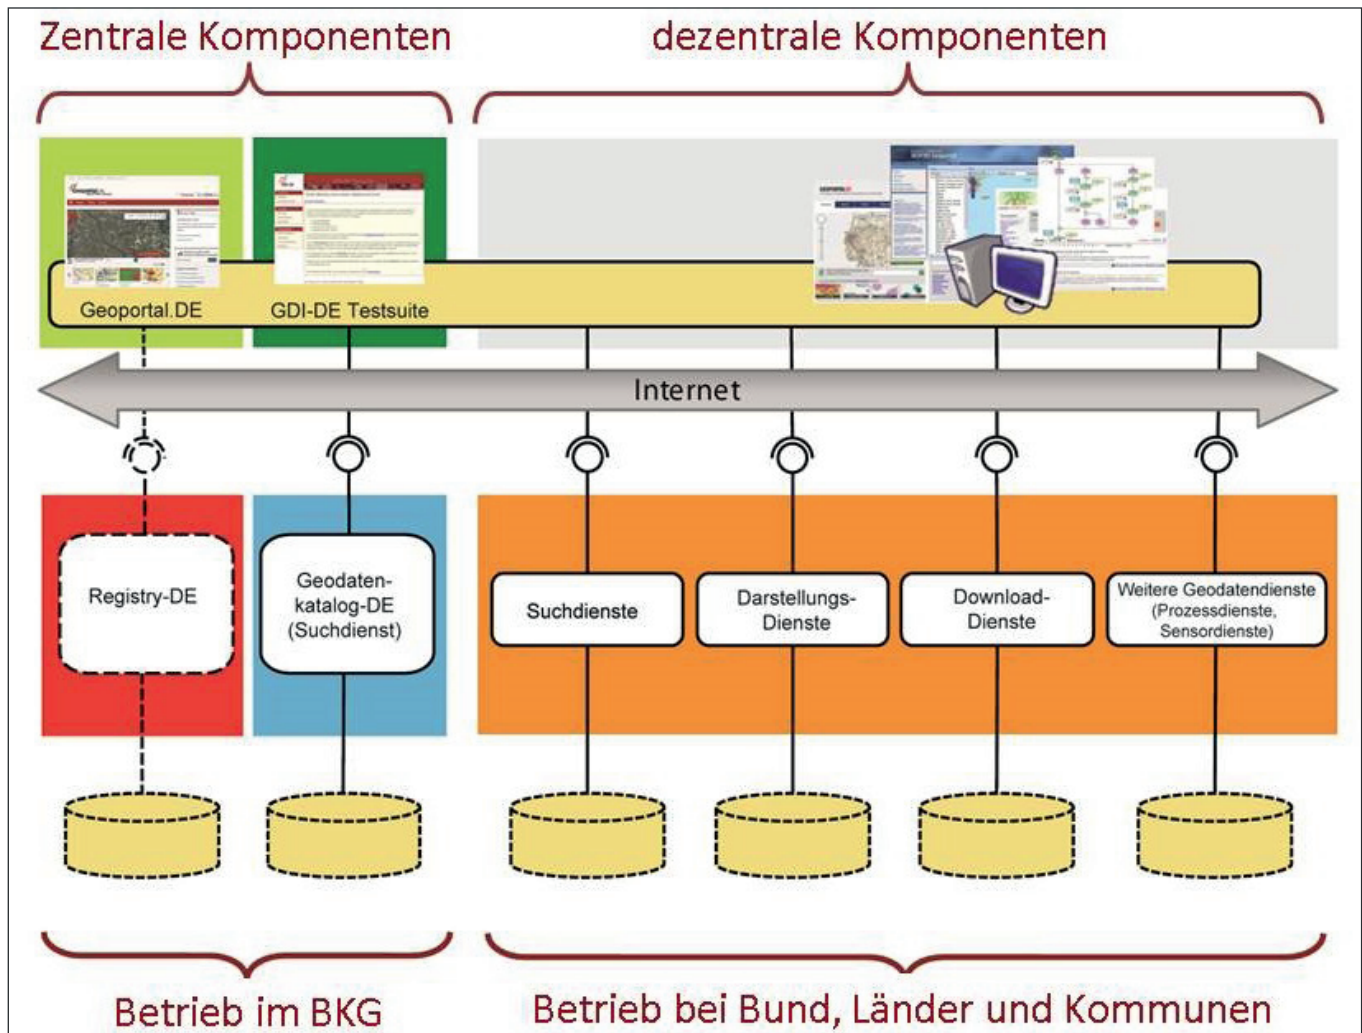 Zentrale Komponenten
dezentrale Komponenten
Geoportal.DE
GDI-DE Testsuite
Internet
Registry-DE
Geodaten-
katalog-DE
(Suchdienst)
Suchdienste
Darstellungs-
Dienste
Download-
Dienste
Weitere Geodatendienste
(Prozessdienste,
Sensordienste)
Betrieb im BKG
Betrieb bei Bund, Länder und Kommunen